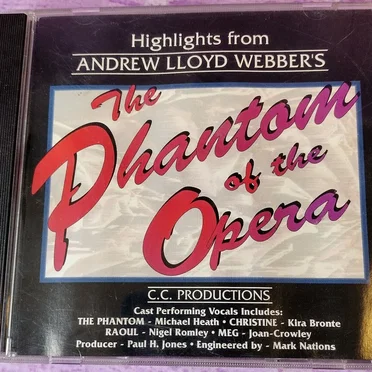 Highlights from
ANDREW LLOYD WEBBER'S
The
Phantom
of the
Opera
C.C. PRODUCTIONS
Cast Performing Vocals Includes:
THE PHANTOM - Michael Heath • CHRISTINE - Kira Bronte
RAOUL - Nigel Romley • MEG - Joan-Crowley
Producer - Paul H. Jones • Engineered by - Mark Nations